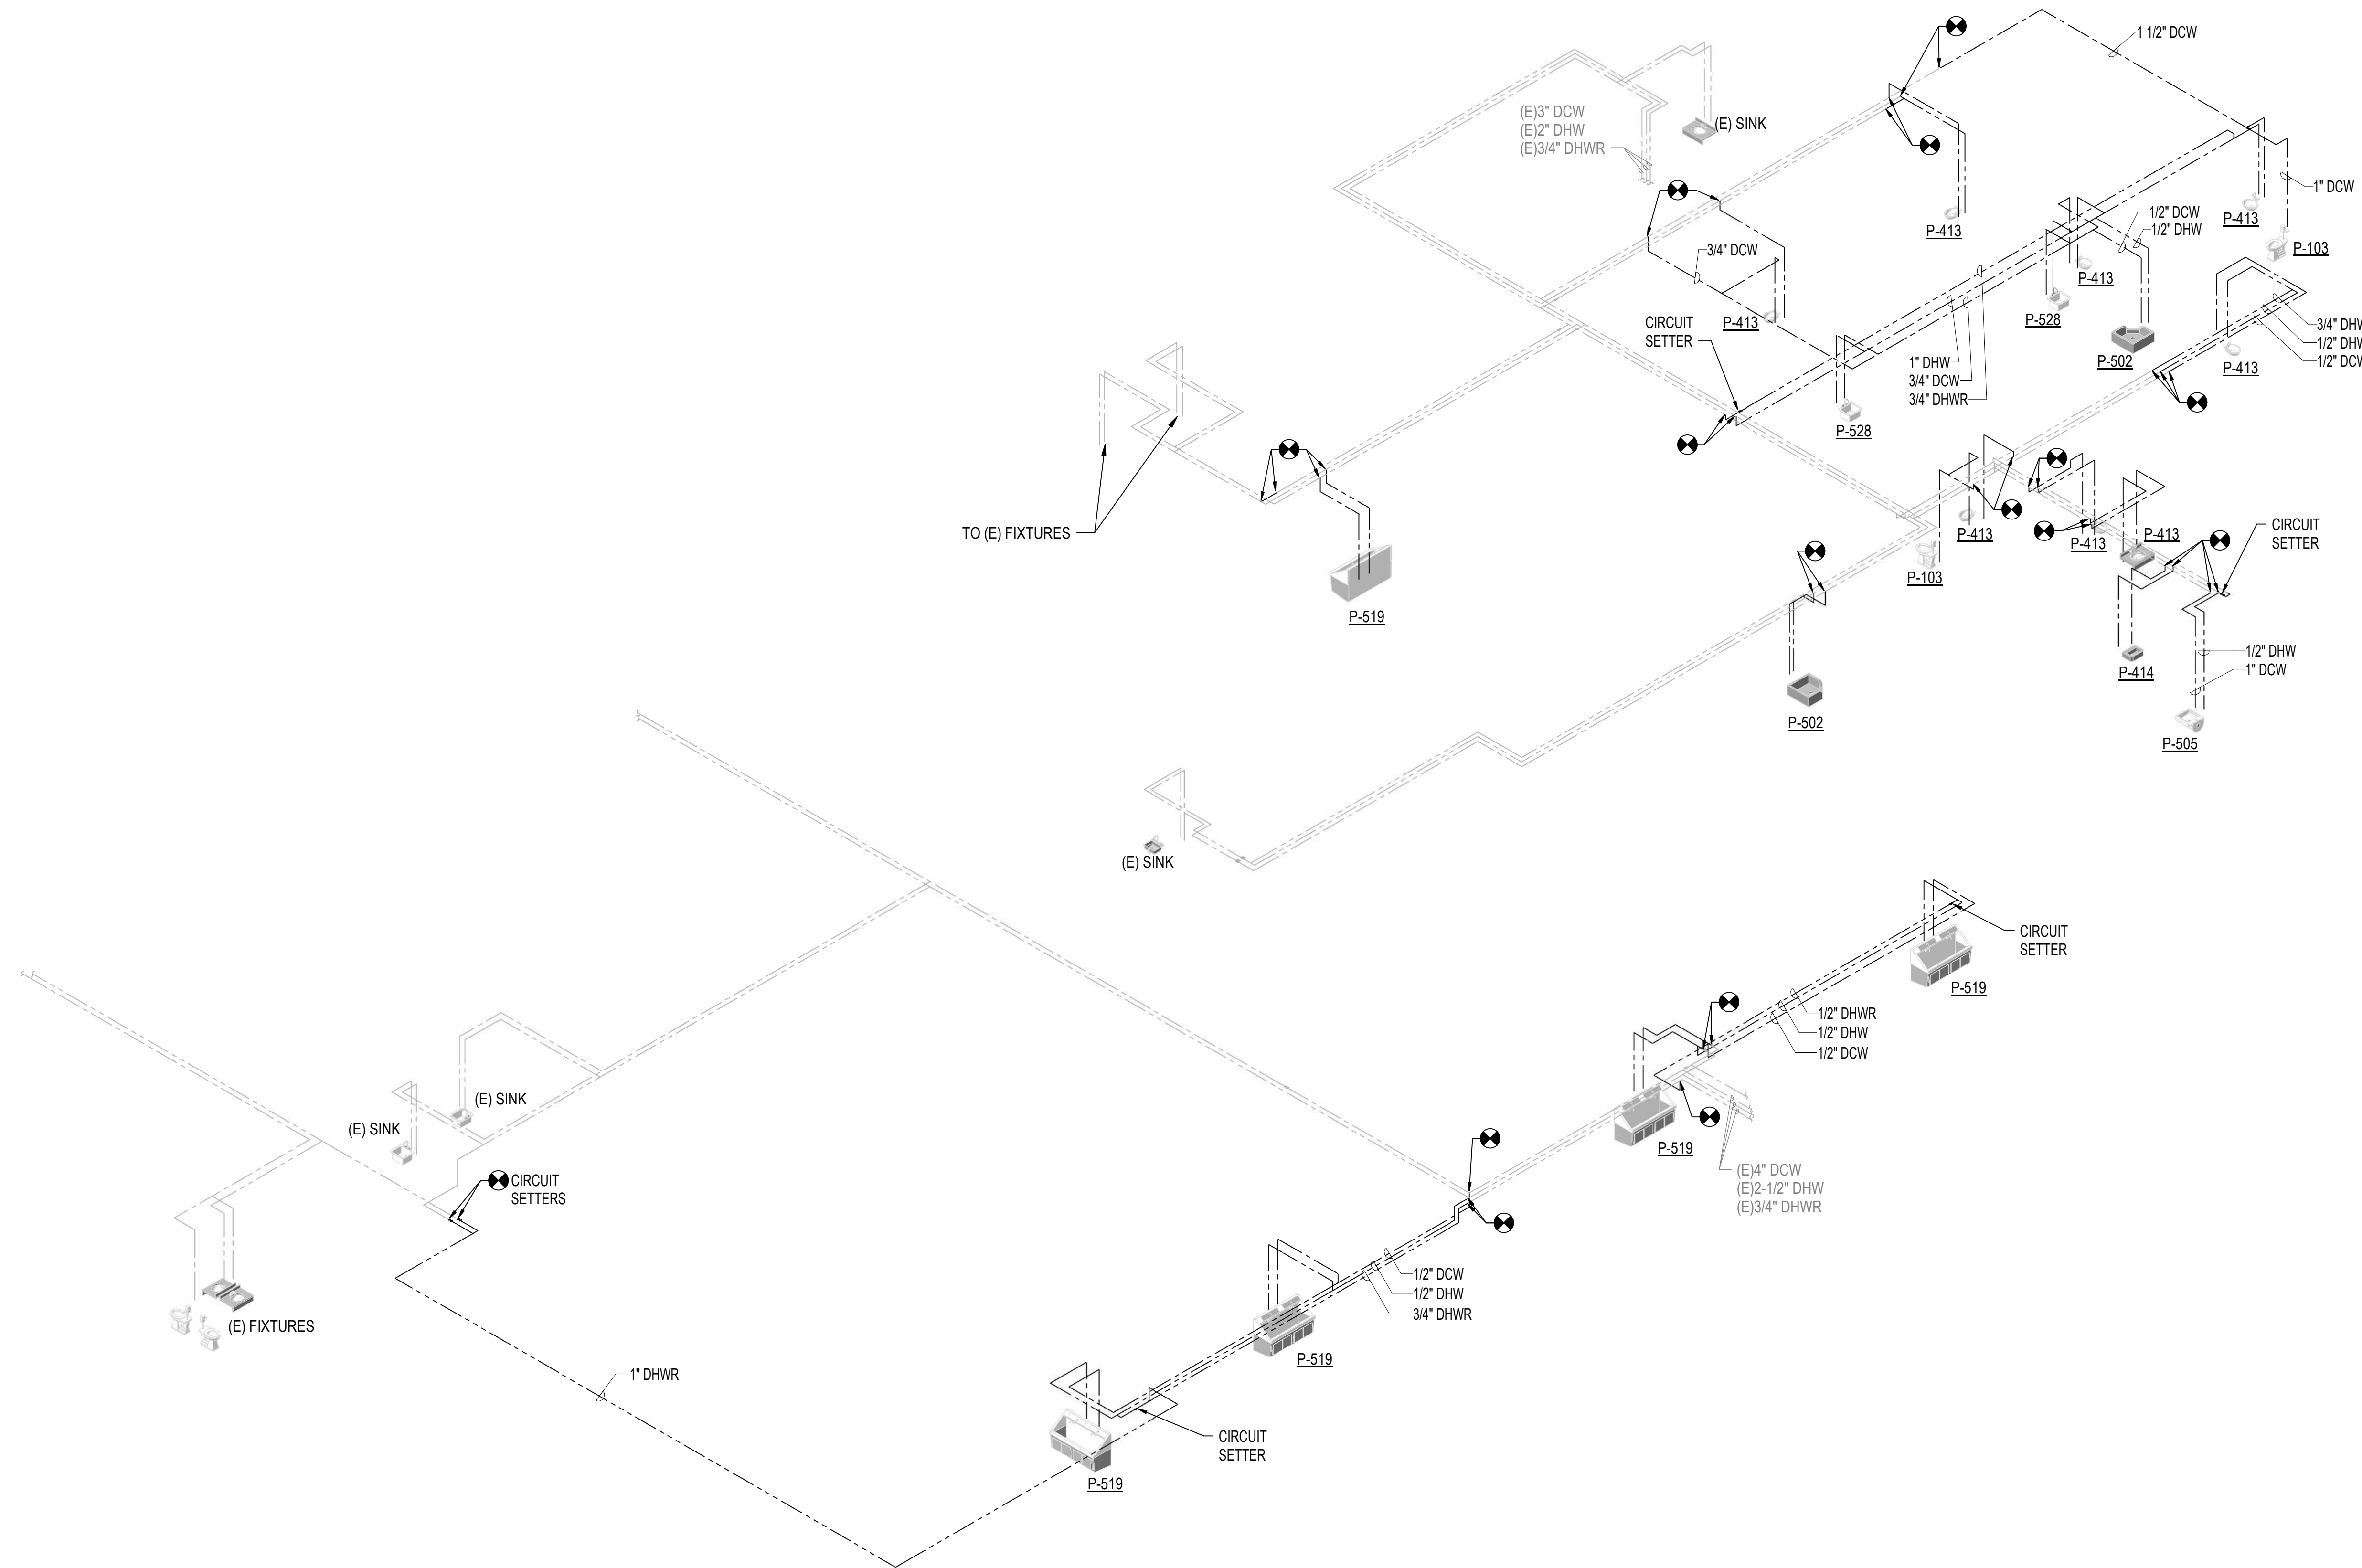 1 1/2" DCW
(E)3" DCW
(E)2" DHW
(E)3/4" DHWR
(E) SINK
1" DCW
P-413
1/2" DCW
1/2" DHW
P-413
P-103
3/4" DCW
P-413
P-528
CIRCUIT
SETTER
P-413
P-502
P-413
3/4" DHW
1/2" DHW
1/2" DCW
1" DHW
3/4" DCW
3/4" DHWR
P-528
TO (E) FIXTURES
P-413
P-413
P-413
CIRCUIT
SETTER
P-103
P-519
P-414
1/2" DHW
1" DCW
P-502
P-505
(E) SINK
CIRCUIT
SETTER
P-519
1/2" DHWR
1/2" DHW
1/2" DCW
(E) SINK
(E) SINK
P-519
(E)4" DCW
(E)2-1/2" DHW
(E)3/4" DHWR
CIRCUIT
SETTERS
1/2" DCW
1/2" DHW
3/4" DHWR
(E) FIXTURES
P-519
1" DHWR
CIRCUIT
SETTER
P-519